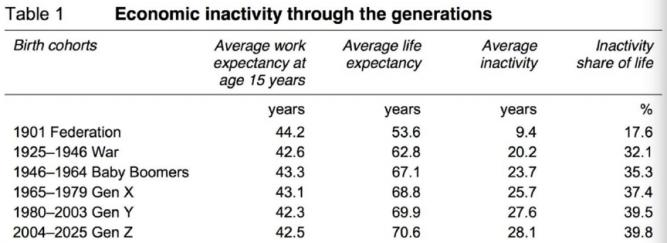 Table 1 Economic inactivity through the generations
Birth cohorts Average work expectancy at age 15 years Average life expectancy Average inactivity Inactivity share of life
years years years %
1901 Federation 44.2 53.6 9.4 17.6
1925–1946 War 42.6 62.8 20.2 32.1
1946–1964 Baby Boomers 43.3 67.1 23.7 35.3
1965–1979 Gen X 43.1 68.8 25.7 37.4
1980–2003 Gen Y 42.3 69.9 27.6 39.5
2004–2025 Gen Z 42.5 70.6 28.1 39.8